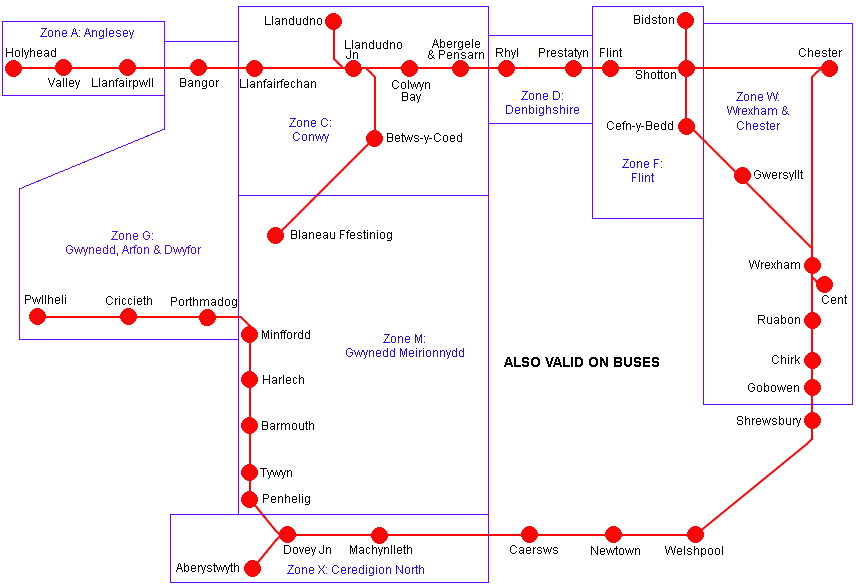 Llandudno
Bidston
Zone A: Anglesey
Holyhead
Llandudno
Jn
Abergele
& Pensarn
Rhyl
Prestatyn
Flint
Chester
Shotton
Valley
Llanfairpwll
Bangor
Llanfairfechan
Colwyn
Bay
Zone D:
Denbighshire
Zone W:
Wrexham &
Chester
Zone C:
Conwy
Betws-y-Coed
Cefn-y-Bedd
Zone F:
Flint
Gwersyllt
Zone G:
Gwynedd, Arfon & Dwyfor
Blaneau Ffestiniog
Wrexham
Cent
Pwllheli
Criccieth
Porthmadog
Ruabon
Minffordd
Zone M:
Gwynedd Meirionnydd
ALSO VALID ON BUSES
Chirk
Harlech
Gobowen
Barmouth
Shrewsbury
Tywyn
Penhelig
Dovey Jn
Machynlleth
Caersws
Newtown
Welshpool
Aberystwyth
Zone X: Ceredigion North